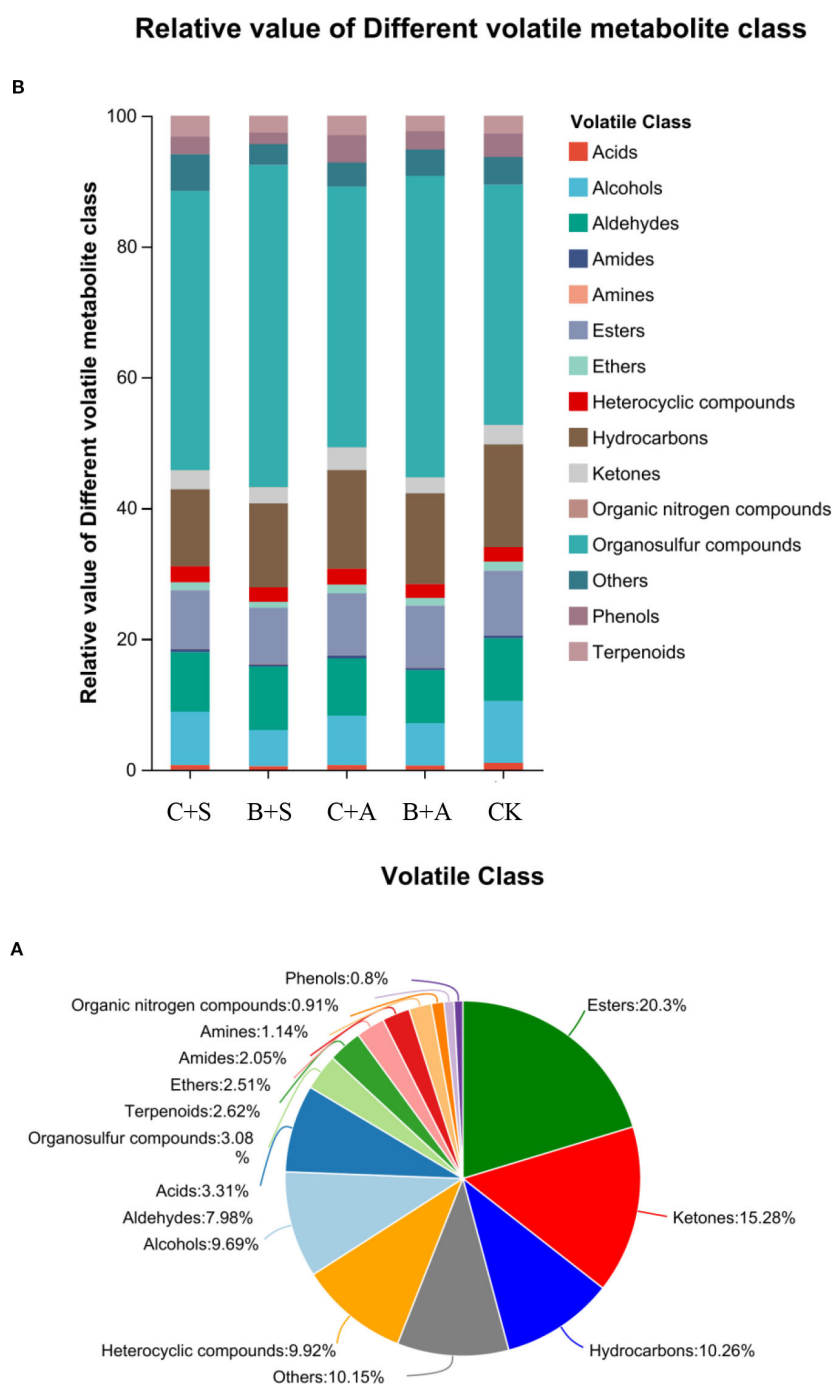 Relative value of Different volatile metabolite class
B
Relative value of Different volatile metabolite class
100
80
60
40
20
0
C+S
B+S
C+A
B+A
CK
Volatile Class
Acids
Alcohols
Aldehydes
Amides
Amines
Esters
Ethers
Heterocyclic compounds
Hydrocarbons
Ketones
Organic nitrogen compounds
Organosulfur compounds
Others
Phenols
Terpenoids
Volatile Class
A
Phenols:0.8%
Organic nitrogen compounds:0.91%
Amines:1.14%
Amides:2.05%
Ethers:2.51%
Terpenoids:2.62%
Organosulfur compounds:3.08
%
Acids:3.31%
Aldehydes:7.98%
Alcohols:9.69%
Heterocyclic compounds:9.92%
Others:10.15%
Esters:20.3%
Ketones:15.28%
Hydrocarbons:10.26%